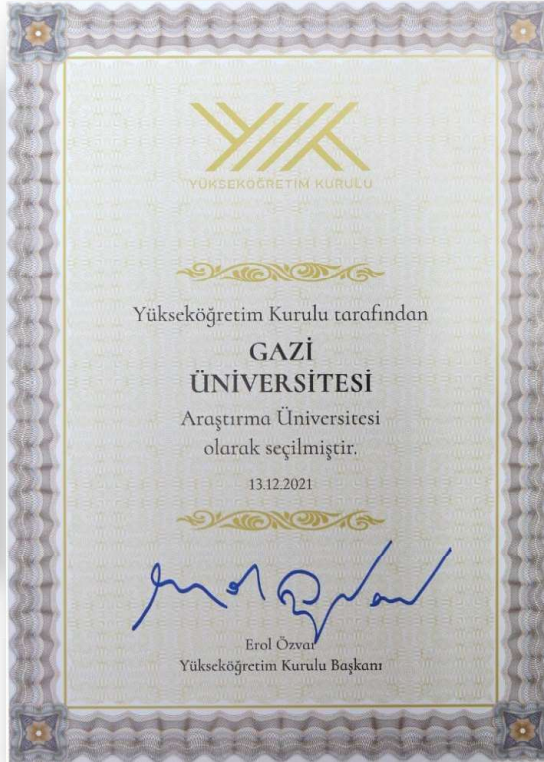 YÜKSEKÖĞRETİM KURULU
Yükseköğretim Kurulu tarafından
GAZİ
ÜNİVERSİTESİ
Araştırma Üniversitesi
olarak seçilmiştir.
13.12.2021
Erol Özvar
Yükseköğretim Kurulu Başkanı